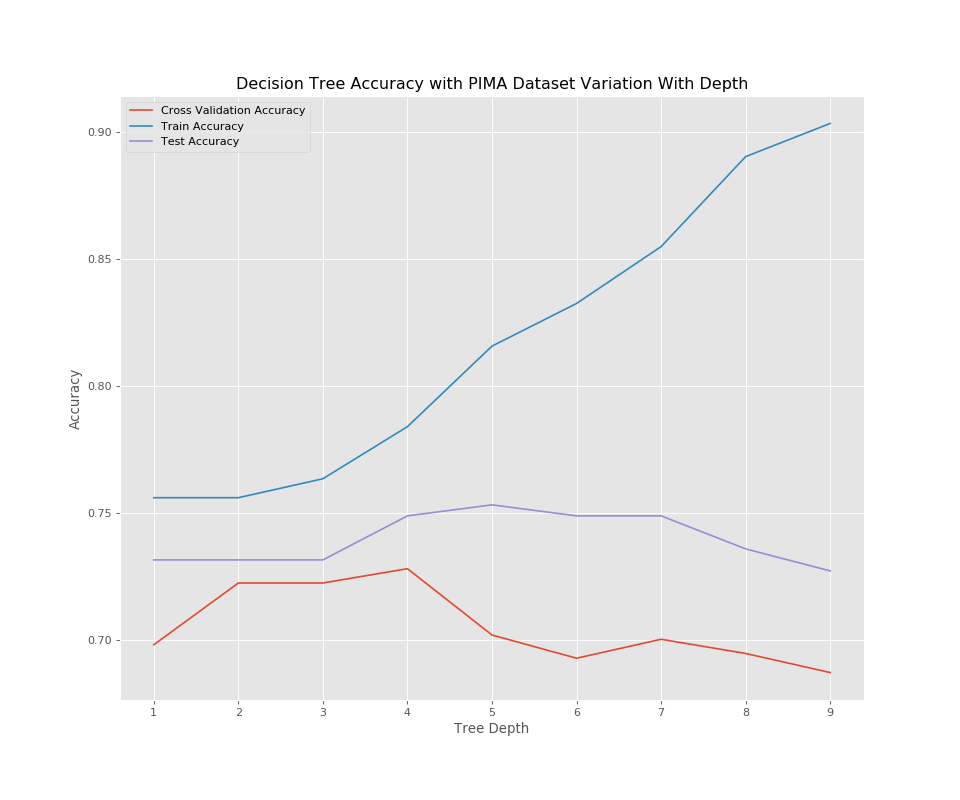 Decision Tree Accuracy with PIMA Dataset Variation With Depth
Cross Validation Accuracy
Train Accuracy
Test Accuracy
0.90
0.85
0.80
0.75
0.70
Accuracy
1 2 3 4 5 6 7 8 9
Tree Depth